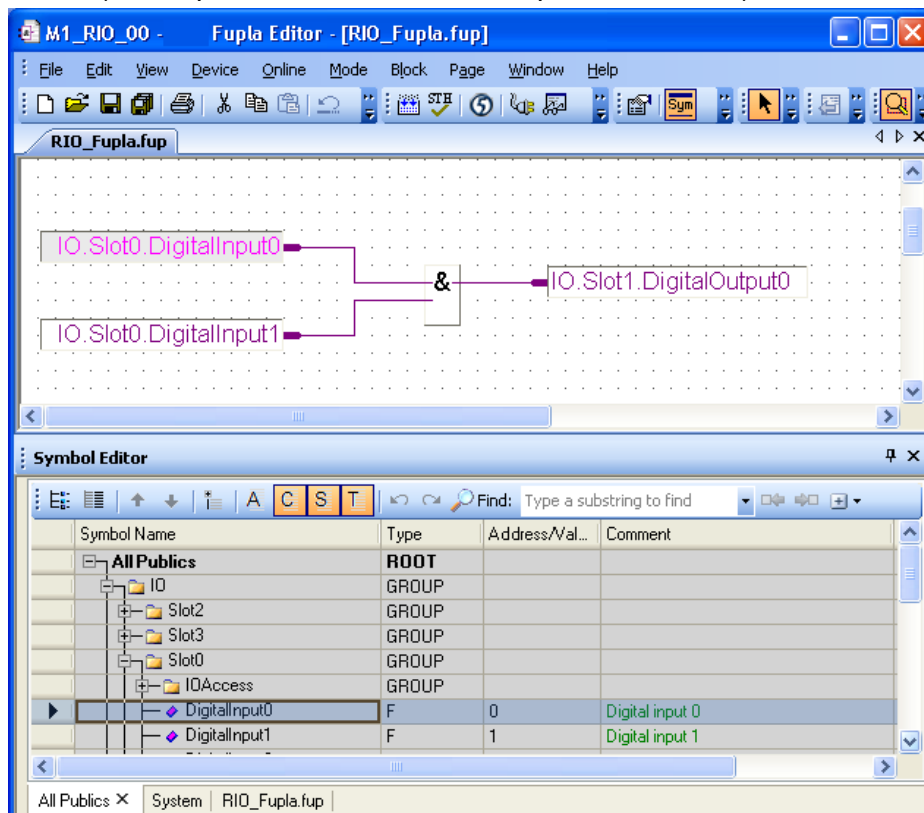 M1_RIO_00 - Fupla Editor - [RIO_Fupla.fup]
File Edit View Device Online Mode Block Page Window Help
Sym
RIO_Fupla.fup
IO.Slot0.DigitalInput0
&
IO.Slot1.DigitalOutput0
IO.Slot0.DigitalInput1
Symbol Editor
A C S T Find: Type a substring to find
Symbol Name Type Address/Val... Comment
All Publics ROOT
IO GROUP
Slot2 GROUP
Slot3 GROUP
Slot0 GROUP
IOAccess GROUP
DigitalInput0 F 0 Digital input 0
DigitalInput1 F 1 Digital input 1
All Publics System RIO_Fupla.fup